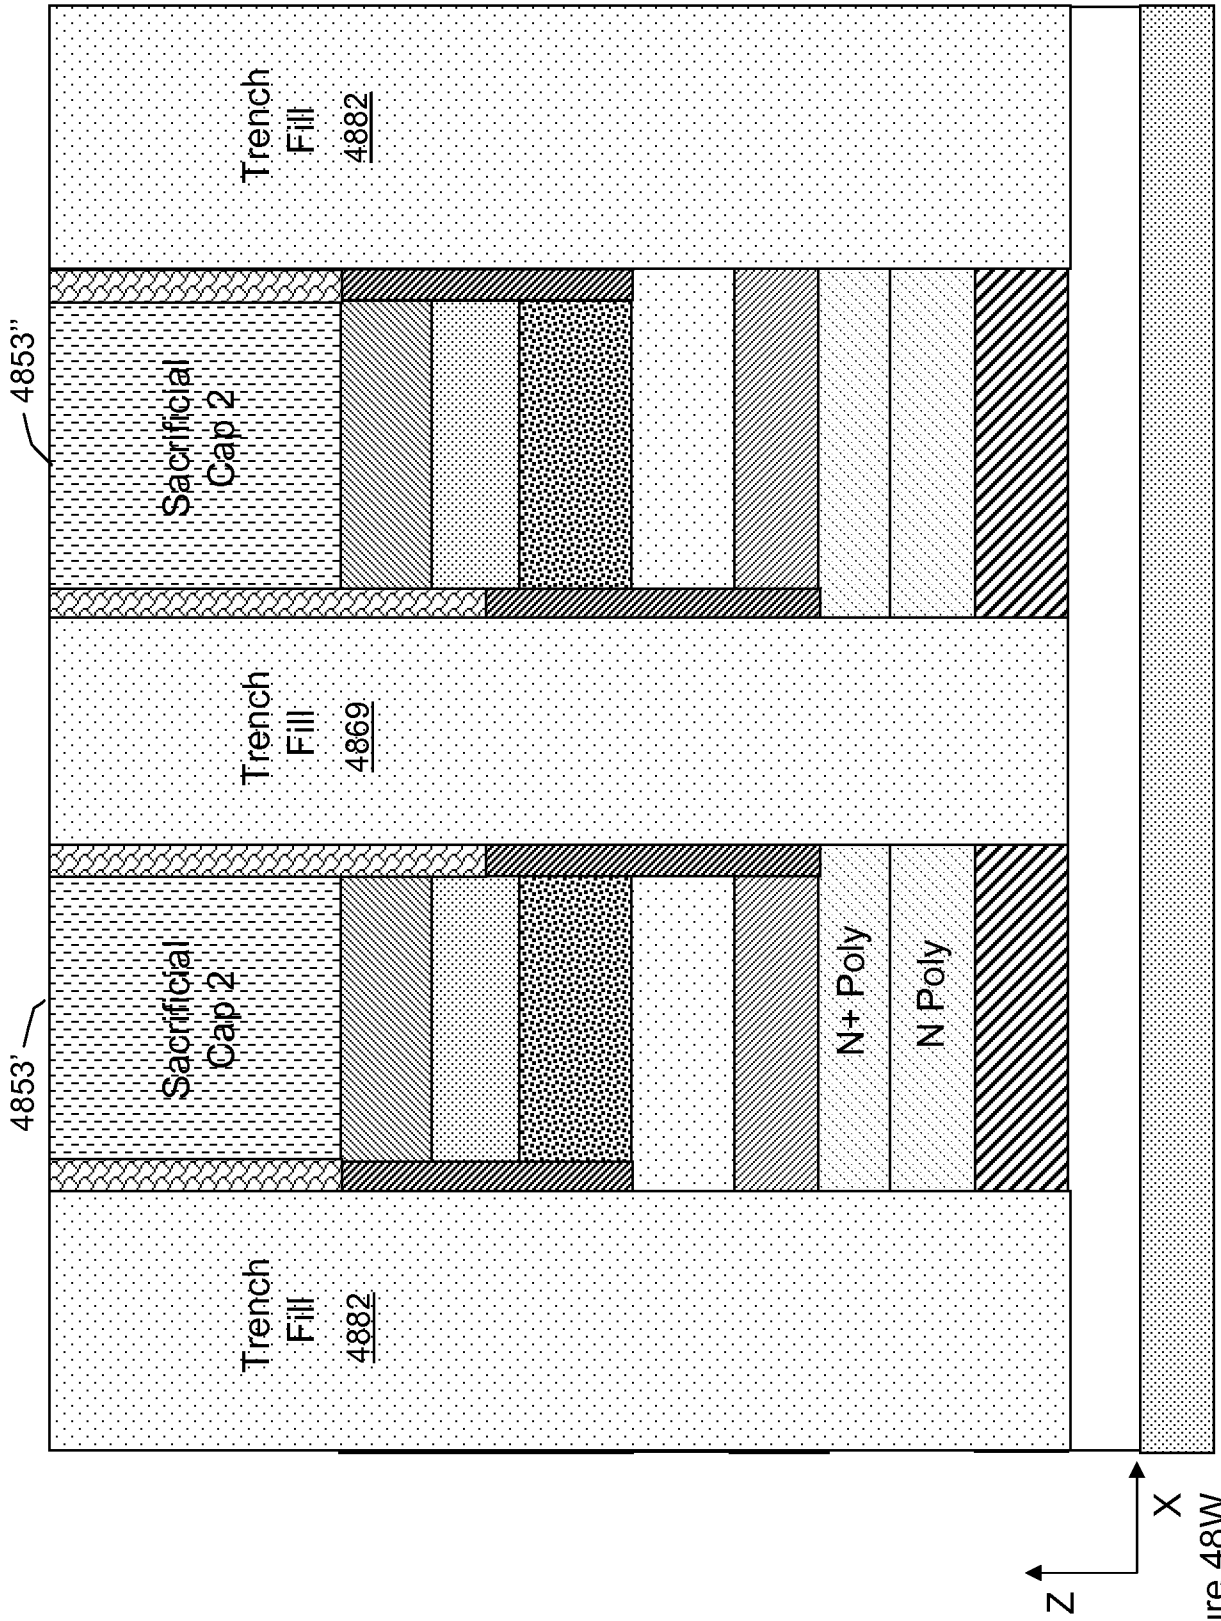 4853'
4853''
Sacrificial
Cap 2
Sacrificial
Cap 2
Trench
Fill
4882
Trench
Fill
4869
Trench
Fill
4882
N+ Poly
N Poly
Z
X
48W